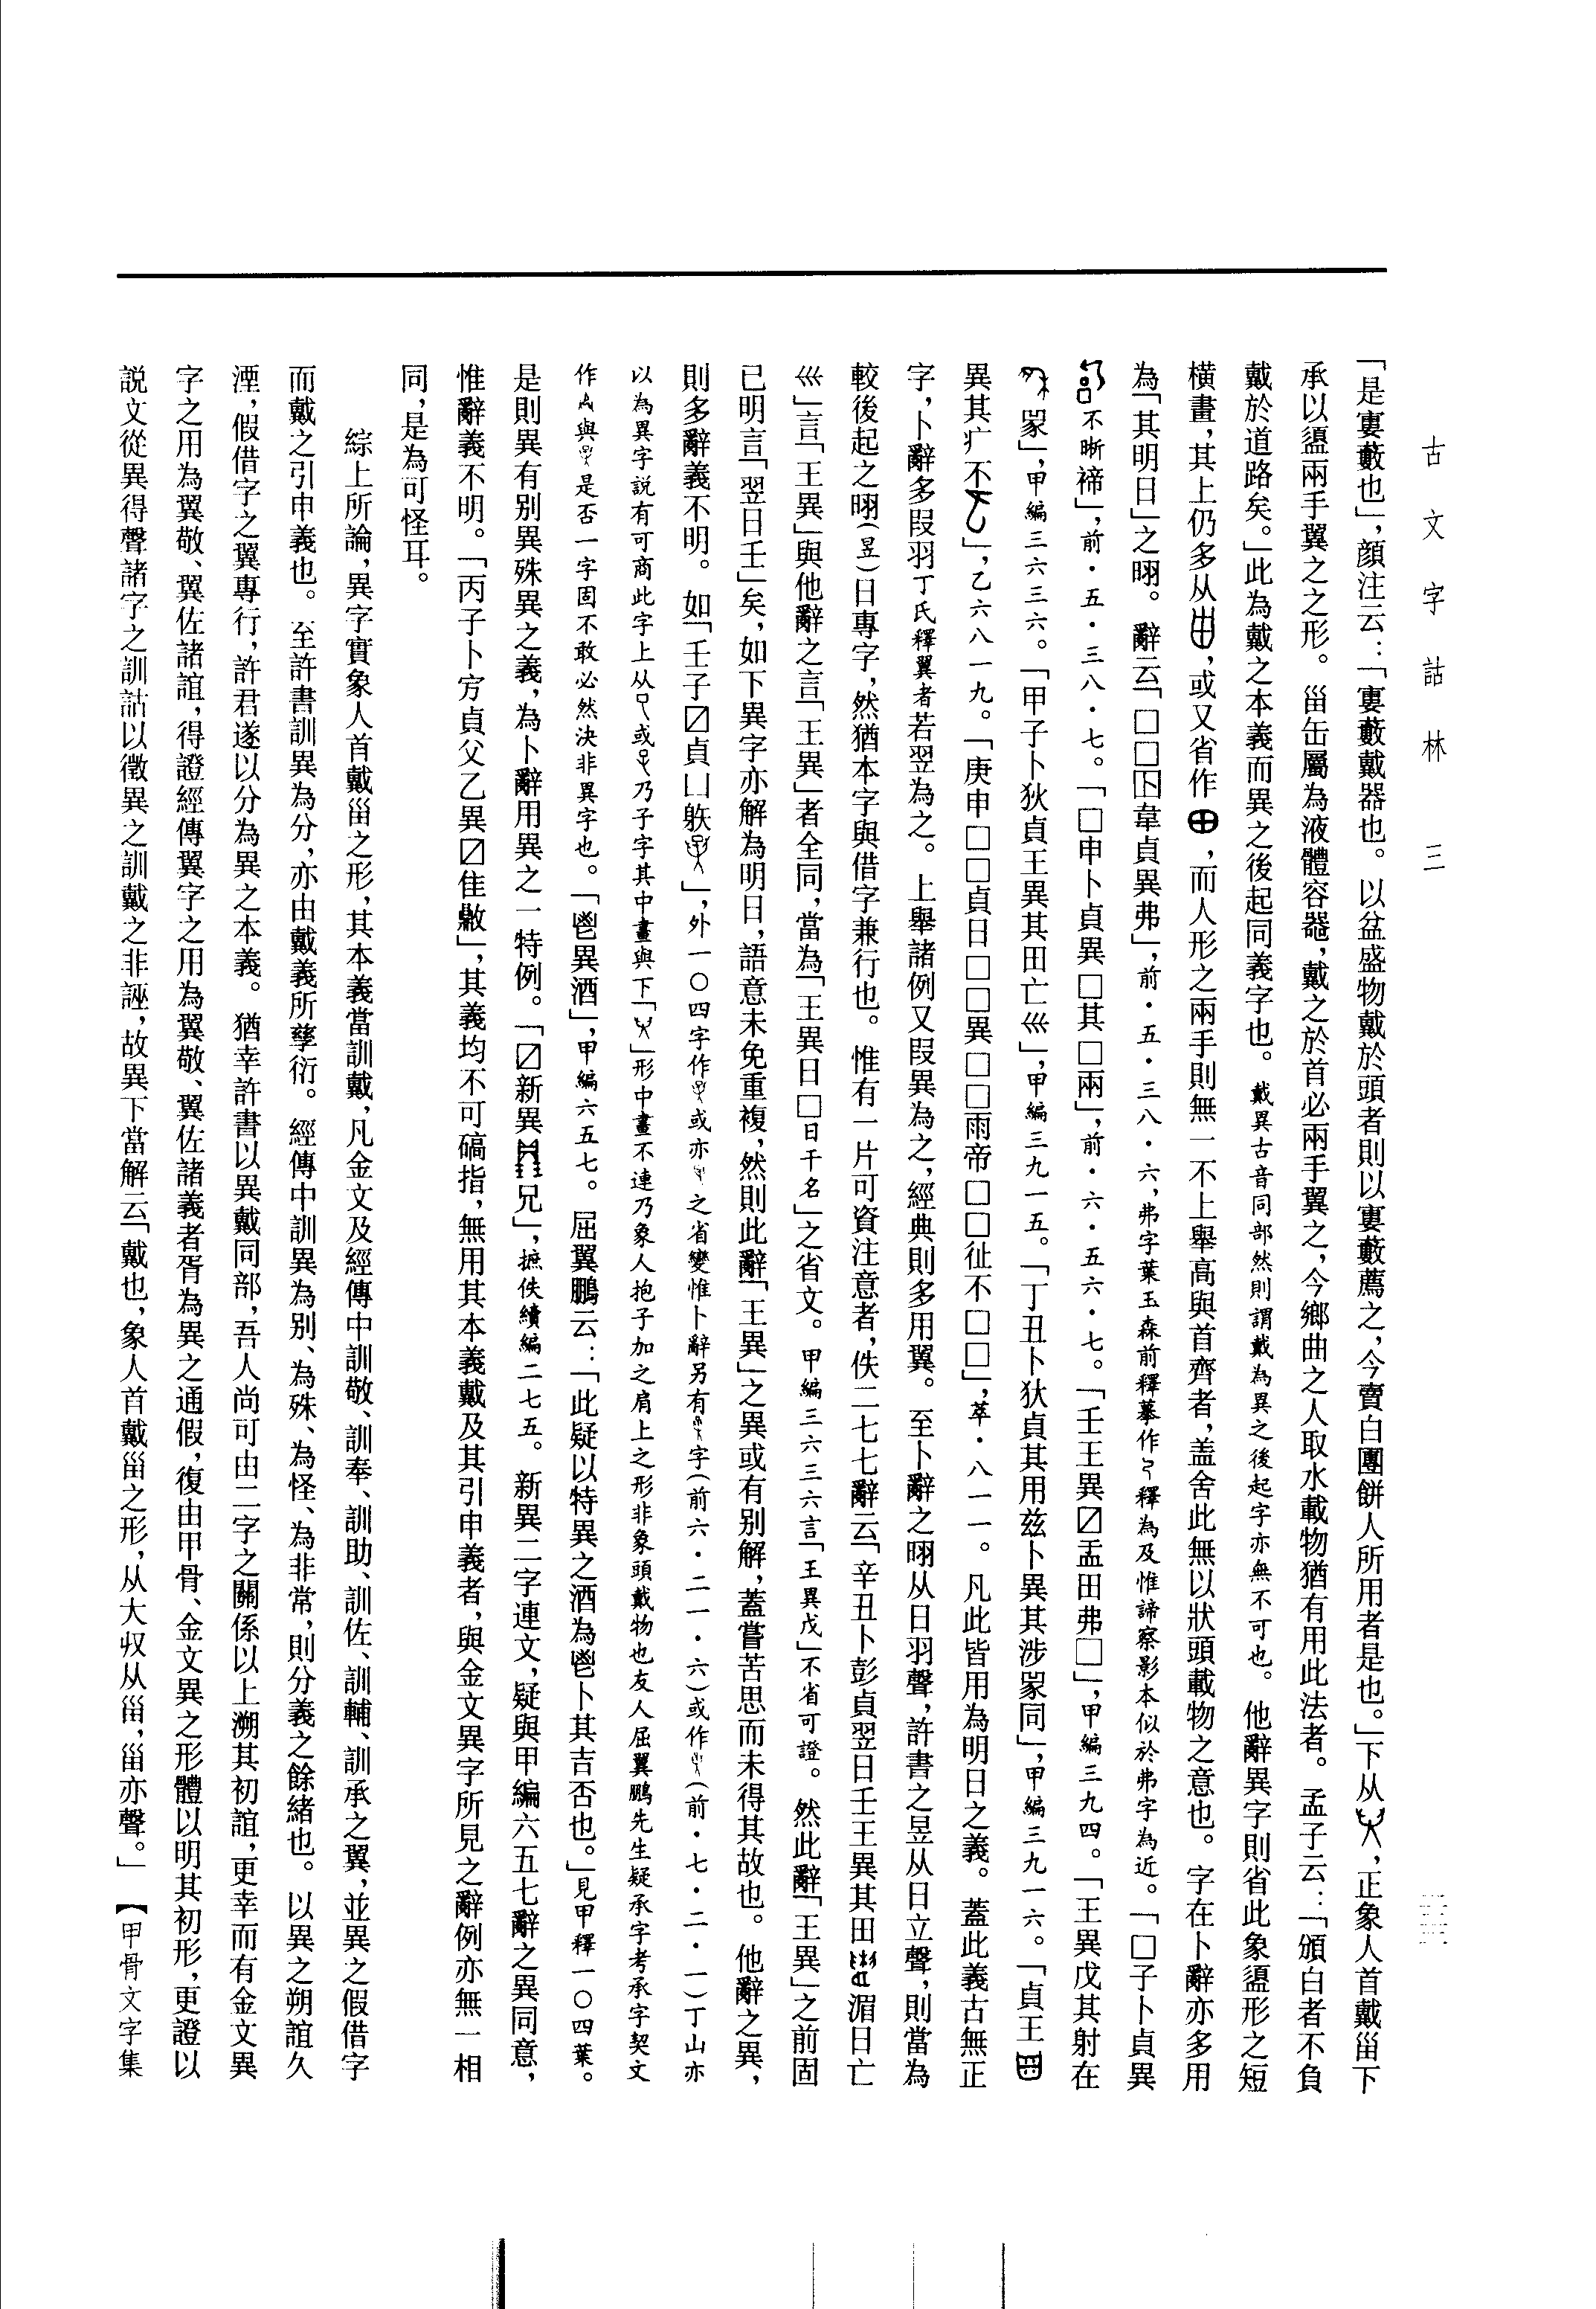 古文字詁林 三
「是寠藪也」，顏注云：「寠藪戴器也。以盆盛物戴於頭者則以寠藪薦之，今賣白團餅人所用者是也。」下从，正象人首戴甾下
承以盨兩手翼之之形。甾缶屬為液體容器，戴之於首必兩手翼之，今鄉曲之人取水載物猶有用此法者。孟子云：「頒白者不負
戴於道路矣。」此為戴之本義而異之後起同義字也。戴異古音同部然則謂戴為異之後起字亦無不可也。他辭異字則省此象盨形之短
橫畫，其上仍多从，或又省作，而人形之兩手則無一不上舉高與首齊者，盖舍此無以狀頭載物之意也。字在卜辭亦多用
為「其明日」之昍。辭云「□□卜韋貞異弗」，前·五·三八·六，弗字葉玉森前釋摹作釋為及惟諦察影本似於弗字為近。「□子卜貞異
不晰禘」，前·五·三八·七。「□申卜貞異□其□兩」，前·六·五六·七。「壬王異〼盂田弗□」，甲編三九四。「王異戊其射在
冡」，甲編三六三六。「甲子卜狄貞王異其田亡巛」，甲編三九一五。「丁丑卜狄貞其用兹卜異其涉冡同」，甲編三九一六。「貞王
異其疒不」，乙六八一九。「庚申□□貞日□□異□□雨帝□□征不□□」，萃·八一一。凡此皆用為明日之義。蓋此義古無正
字，卜辭多叚羽丁氏釋翼者若翌為之。上舉諸例又叚異為之，經典則多用翼。至卜辭之昍从日羽聲，許書之昱从日立聲，則當為
較後起之昍（昱）日專字，然猶本字與借字兼行也。惟有一片可資注意者，佚二七七辭云「辛丑卜彭貞翌日壬王異其田湄日亡
巛」言「王異」與他辭之言「王異」者全同，當為「王異日□日干名」之省文。甲編三六三六言「王異戊」不省可證。然此辭「王異」之前固
已明言「翌日壬」矣，如下異字亦解為明日，語意未免重複，然則此辭「王異」之異或有别解，蓋嘗苦思而未得其故也。他辭之異，
則多辭義不明。如「壬子〼貞凵」，外一〇四字作或亦之省變惟卜辭另有字（前六·二一·六）或作（前·七·二·一）丁山亦
以為異字說有可商此字上从或乃子字其中畫與下「」形中畫不連乃象人抱子加之肩上之形非象頭戴物也友人屈翼鵬先生疑承字考承字契文
作與是否一字固不敢必然決非異字也。「鬯異酒」，甲編六五七。屈翼鵬云：「此疑以特異之酒為鬯卜其吉否也。」見甲釋一〇四葉。
是則異有別異殊異之義，為卜辭用異之一特例。「〼新異兄」，摭佚續編二七五。新異二字連文，疑與甲編六五七辭之異同意，
惟辭義不明。「丙子卜㝑貞父乙異〼隹」，其義均不可碻指，無用其本義戴及其引申義者，與金文異字所見之辭例亦無一相
同，是為可怪耳。
綜上所論，異字實象人首戴甾之形，其本義當訓戴，凡金文及經傳中訓敬、訓奉、訓助、訓佐、訓輔、訓承之翼，並異之假借字
而戴之引申義也。至許書訓異為分，亦由戴義所孳衍。經傳中訓異為別、為殊、為怪、為非常，則分義之餘緒也。以異之朔誼久
湮，假借字之翼專行，許君遂以分為異之本義。猶幸許書以異戴同部，吾人尚可由二字之關係以上溯其初誼，更幸而有金文異
字之用為翼敬、翼佐諸誼，得證經傳翼字之用為翼敬、翼佐諸義者胥為異之通假，復由甲骨、金文異之形體以明其初形，更證以
說文從異得聲諸字之訓詁以徵異之訓戴之非誣，故異下當解云「戴也，象人首戴甾之形，从大収从甾，甾亦聲。」【甲骨文字集